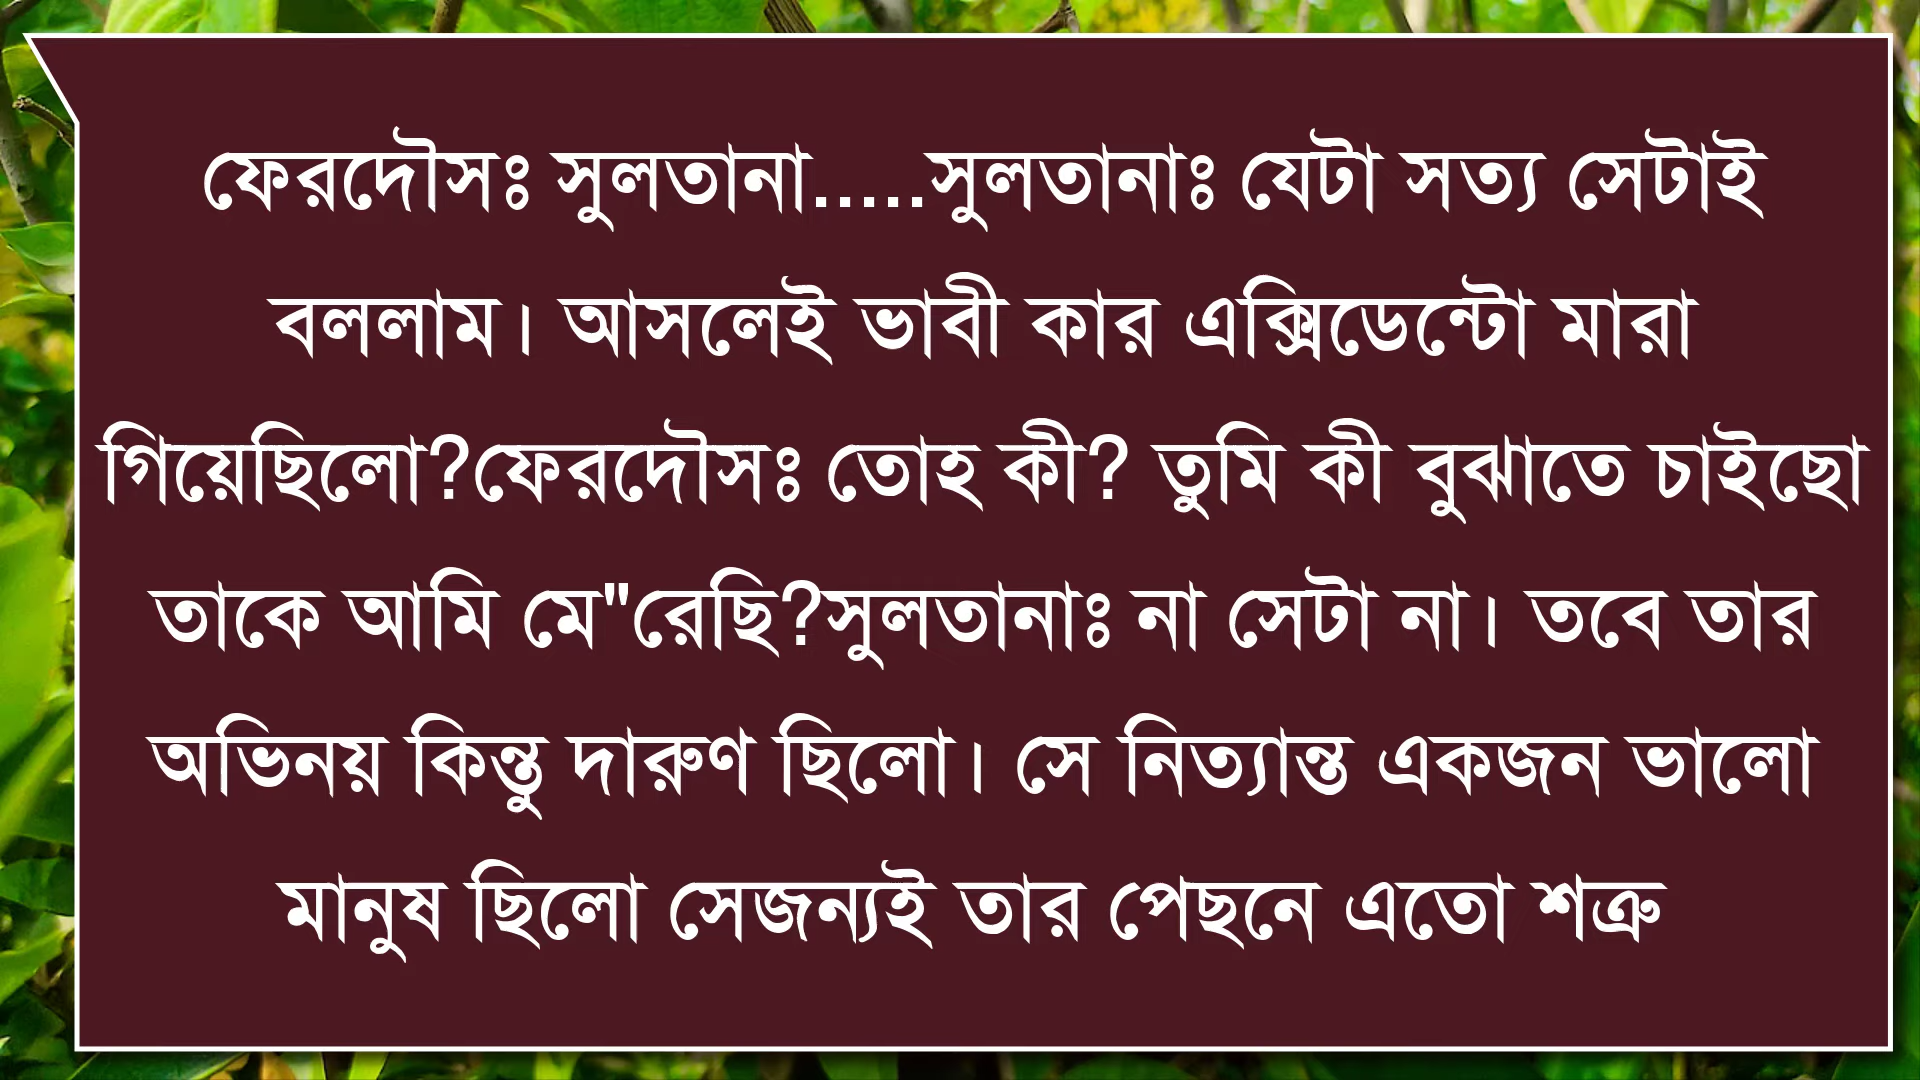 ফেরদৌসঃ সুলতানা.....সুলতানাঃ যেটা সত্য সেটাই
বললাম। আসলেই ভাবী কার এক্সিডেন্টো মারা
গিয়েছিলো?ফেরদৌসঃ তোহ কী? তুমি কী বুঝাতে চাইছো
তাকে আমি মে"রেছি?সুলতানাঃ না সেটা না। তবে তার
অভিনয় কিন্তু দারুণ ছিলো। সে নিত্যান্ত একজন ভালো
মানুষ ছিলো সেজন্যই তার পেছনে এতো শত্রু